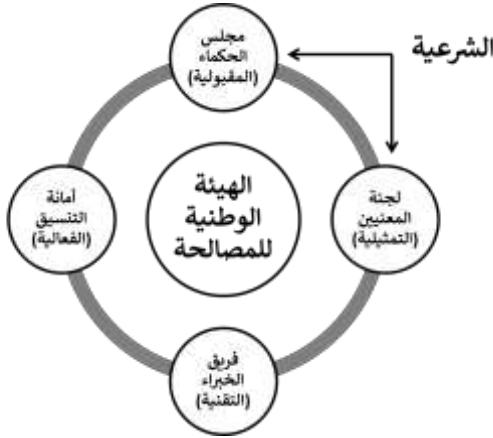 الشرعية
مجلس
الحكماء
(المقبولية)
أمانة
التنسيق
(الفعالية)
الهيئة
الوطنية
للمصالحة
لجنة
المعنيين
(التمثيلية)
فريق
الخبراء
(التقنية)